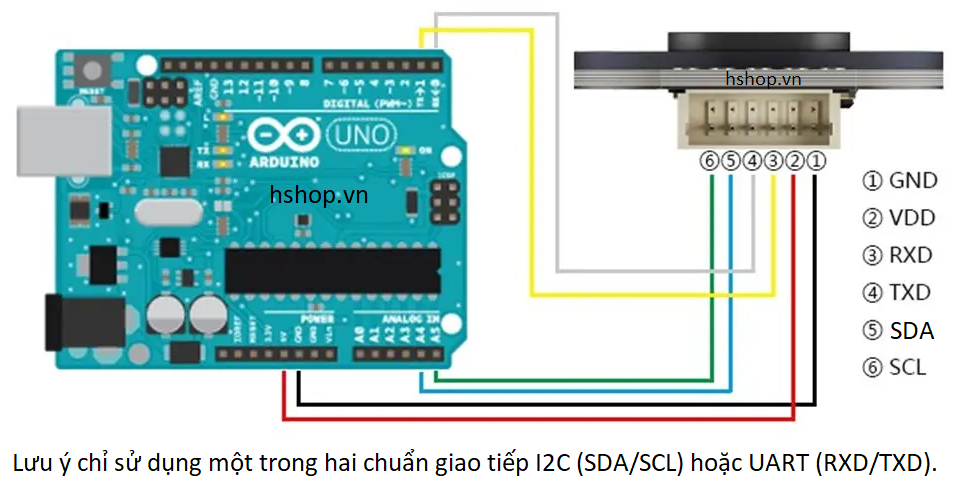 RESET
AREF
GND
13
12
~11
~10
~9
8
7
~6
~5
4
~3
2
TX→1
RX←0
DIGITAL (PWM~)
UNO
ARDUINO
TX
RX
ON
ICSP
hshop.vn
IOREF
RESET
3.3V
5V
GND
GND
Vin
POWER
ANALOG IN
A0
A1
A2
A3
A4
A5
hshop.vn
⑥⑤④③②①
① GND
② VDD
③ RXD
④ TXD
⑤ SDA
⑥ SCL
Lưu ý chỉ sử dụng một trong hai chuẩn giao tiếp I2C (SDA/SCL) hoặc UART (RXD/TXD).